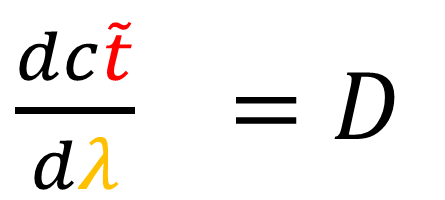 dct̃
dλ
= D